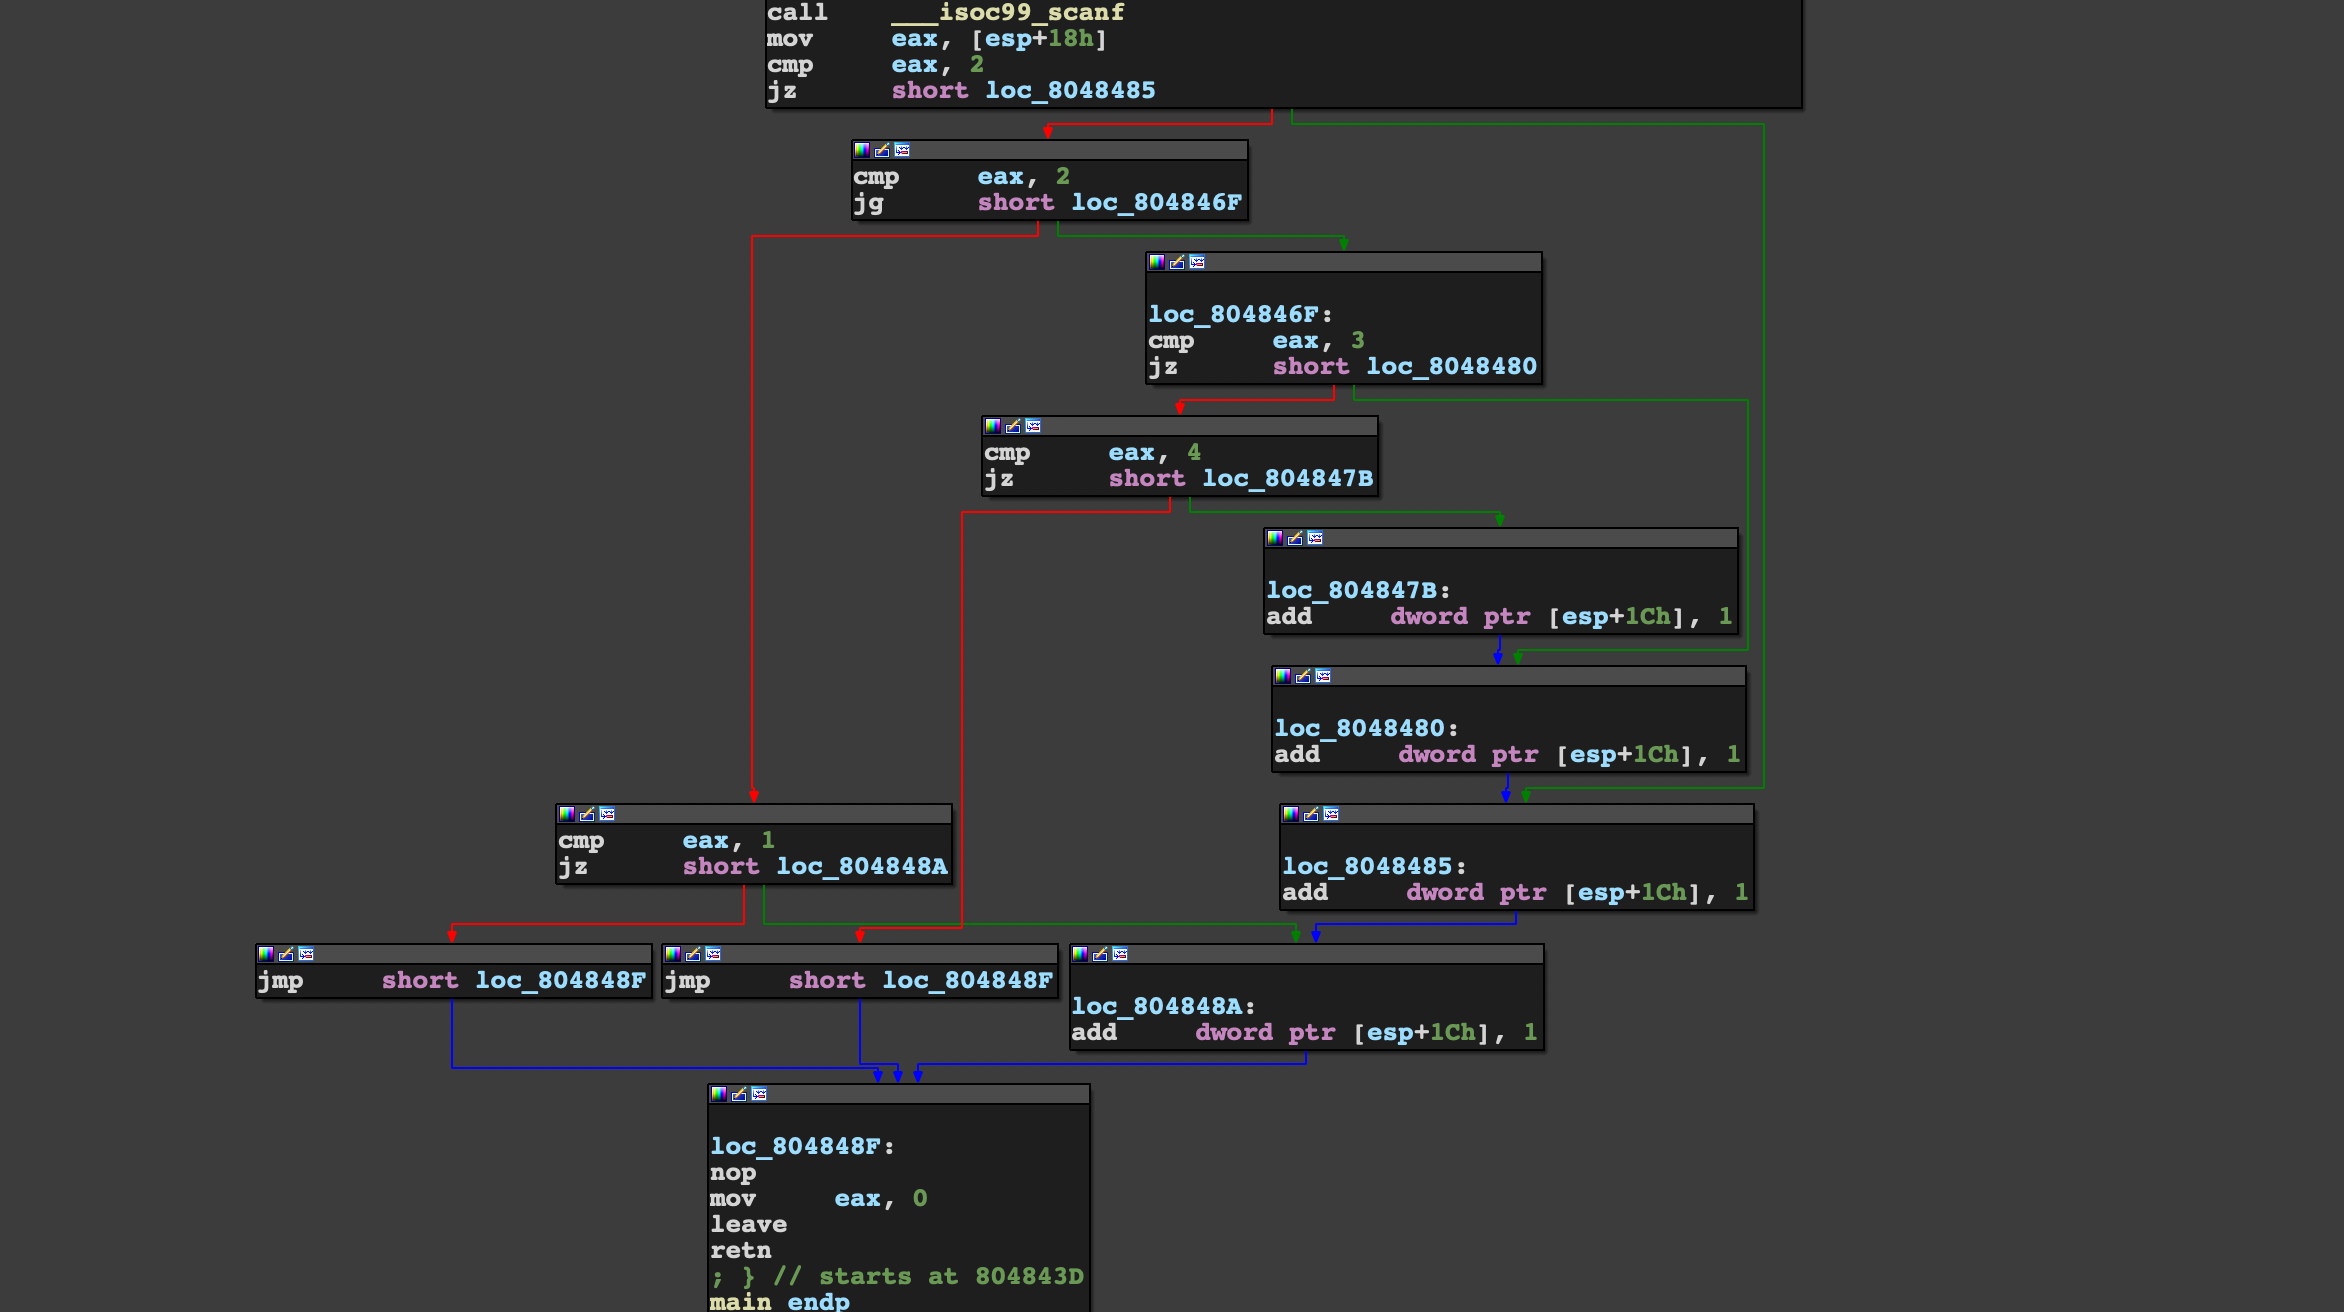 call ___isoc99_scanf
mov eax, [esp+18h]
cmp eax, 2
jz short loc_8048485
cmp eax, 2
jg short loc_804846F
loc_804846F:
cmp eax, 3
jz short loc_8048480
cmp eax, 4
jz short loc_804847B
loc_804847B:
add dword ptr [esp+1Ch], 1
loc_8048480:
add dword ptr [esp+1Ch], 1
cmp eax, 1
jz short loc_804848A
loc_8048485:
add dword ptr [esp+1Ch], 1
jmp short loc_804848F
jmp short loc_804848F
loc_804848A:
add dword ptr [esp+1Ch], 1
loc_804848F:
nop
mov eax, 0
leave
retn
; } // starts at 804843D
main endp